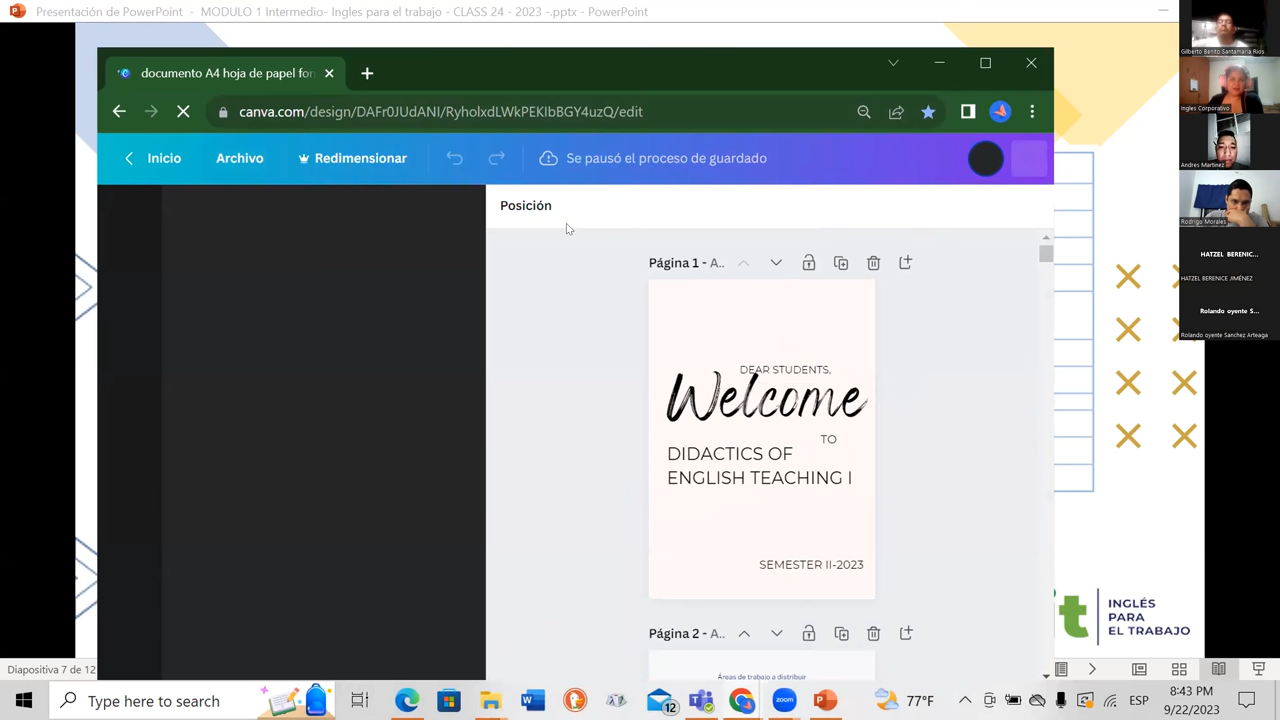 Presentación de PowerPoint - MODULO 1 Intermedio- Ingles para el trabajo - CLASS 24 - 2023 -.pptx - PowerPoint
documento A4 hoja de papel for
canva.com/design/DAFr0JUdANI/RyhoIxdLWkPEKIbBGY4uzQ/edit
Inicio
Archivo
Redimensionar
Se pausó el proceso de guardado
Posición
Página 1 - A..
DEAR STUDENTS,
Welcome
TO
DIDACTICS OF
ENGLISH TEACHING I
SEMESTER II-2023
Página 2 - A..
Áreas de trabajo a distribuir
Gilberto Benito Santamaria Rios
Ingles Corporativo
Andres Martinez
Rodrigo Morales
HATZEL BERENIC...
HATZEL BERENICE JIMÉNEZ
Rolando oyente S...
Rolando oyente Sanchez Arteaga
t
INGLÉS
PARA
EL TRABAJO
Diapositiva 7 de 12
Type here to search
12
77°F
ESP
8:43 PM
9/22/2023